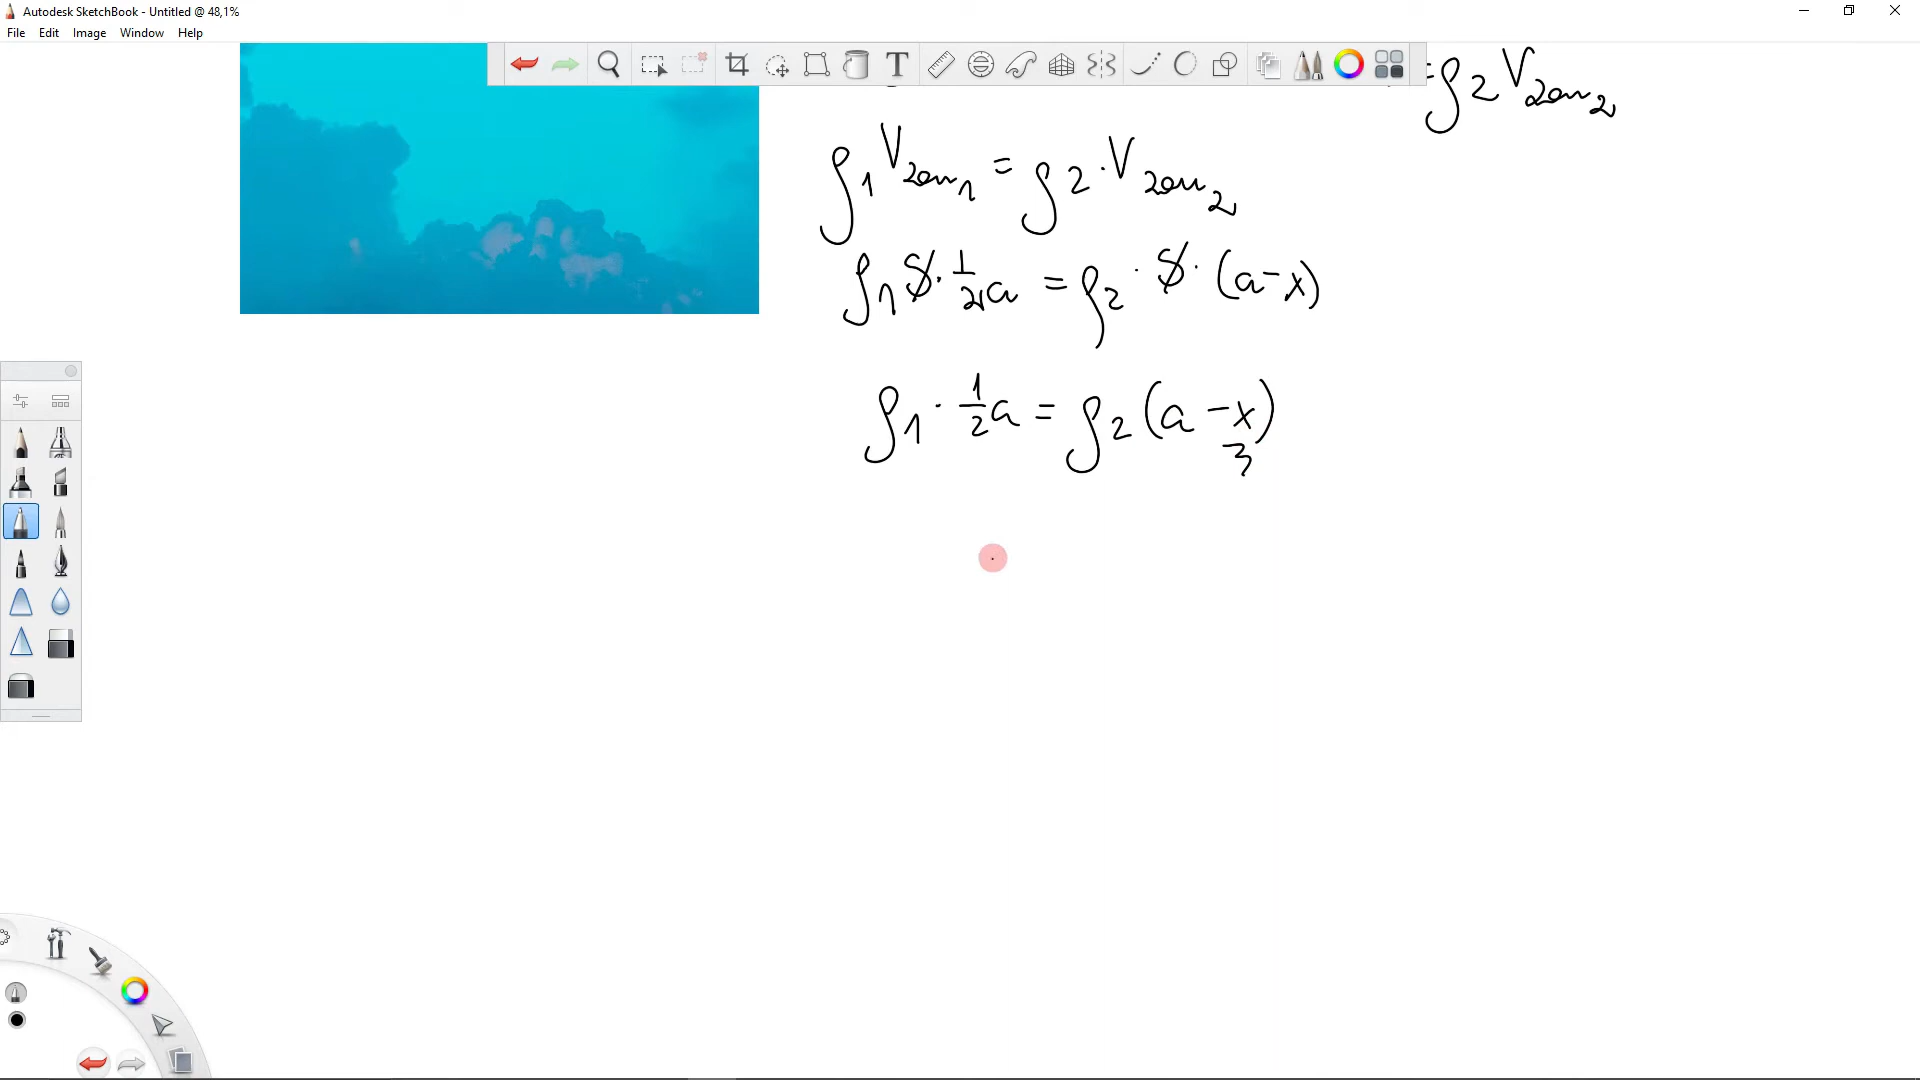 Autodesk SketchBook - Untitled @ 48,1%
File Edit Image Window Help
T
=ρ2 Vzan2
ρ1 Vzan1 = ρ2 · Vzan2
ρ1 S · 1/2 a = ρ2 · S · (a-x)
ρ1 · 1/2 a = ρ2 (a - x)
3